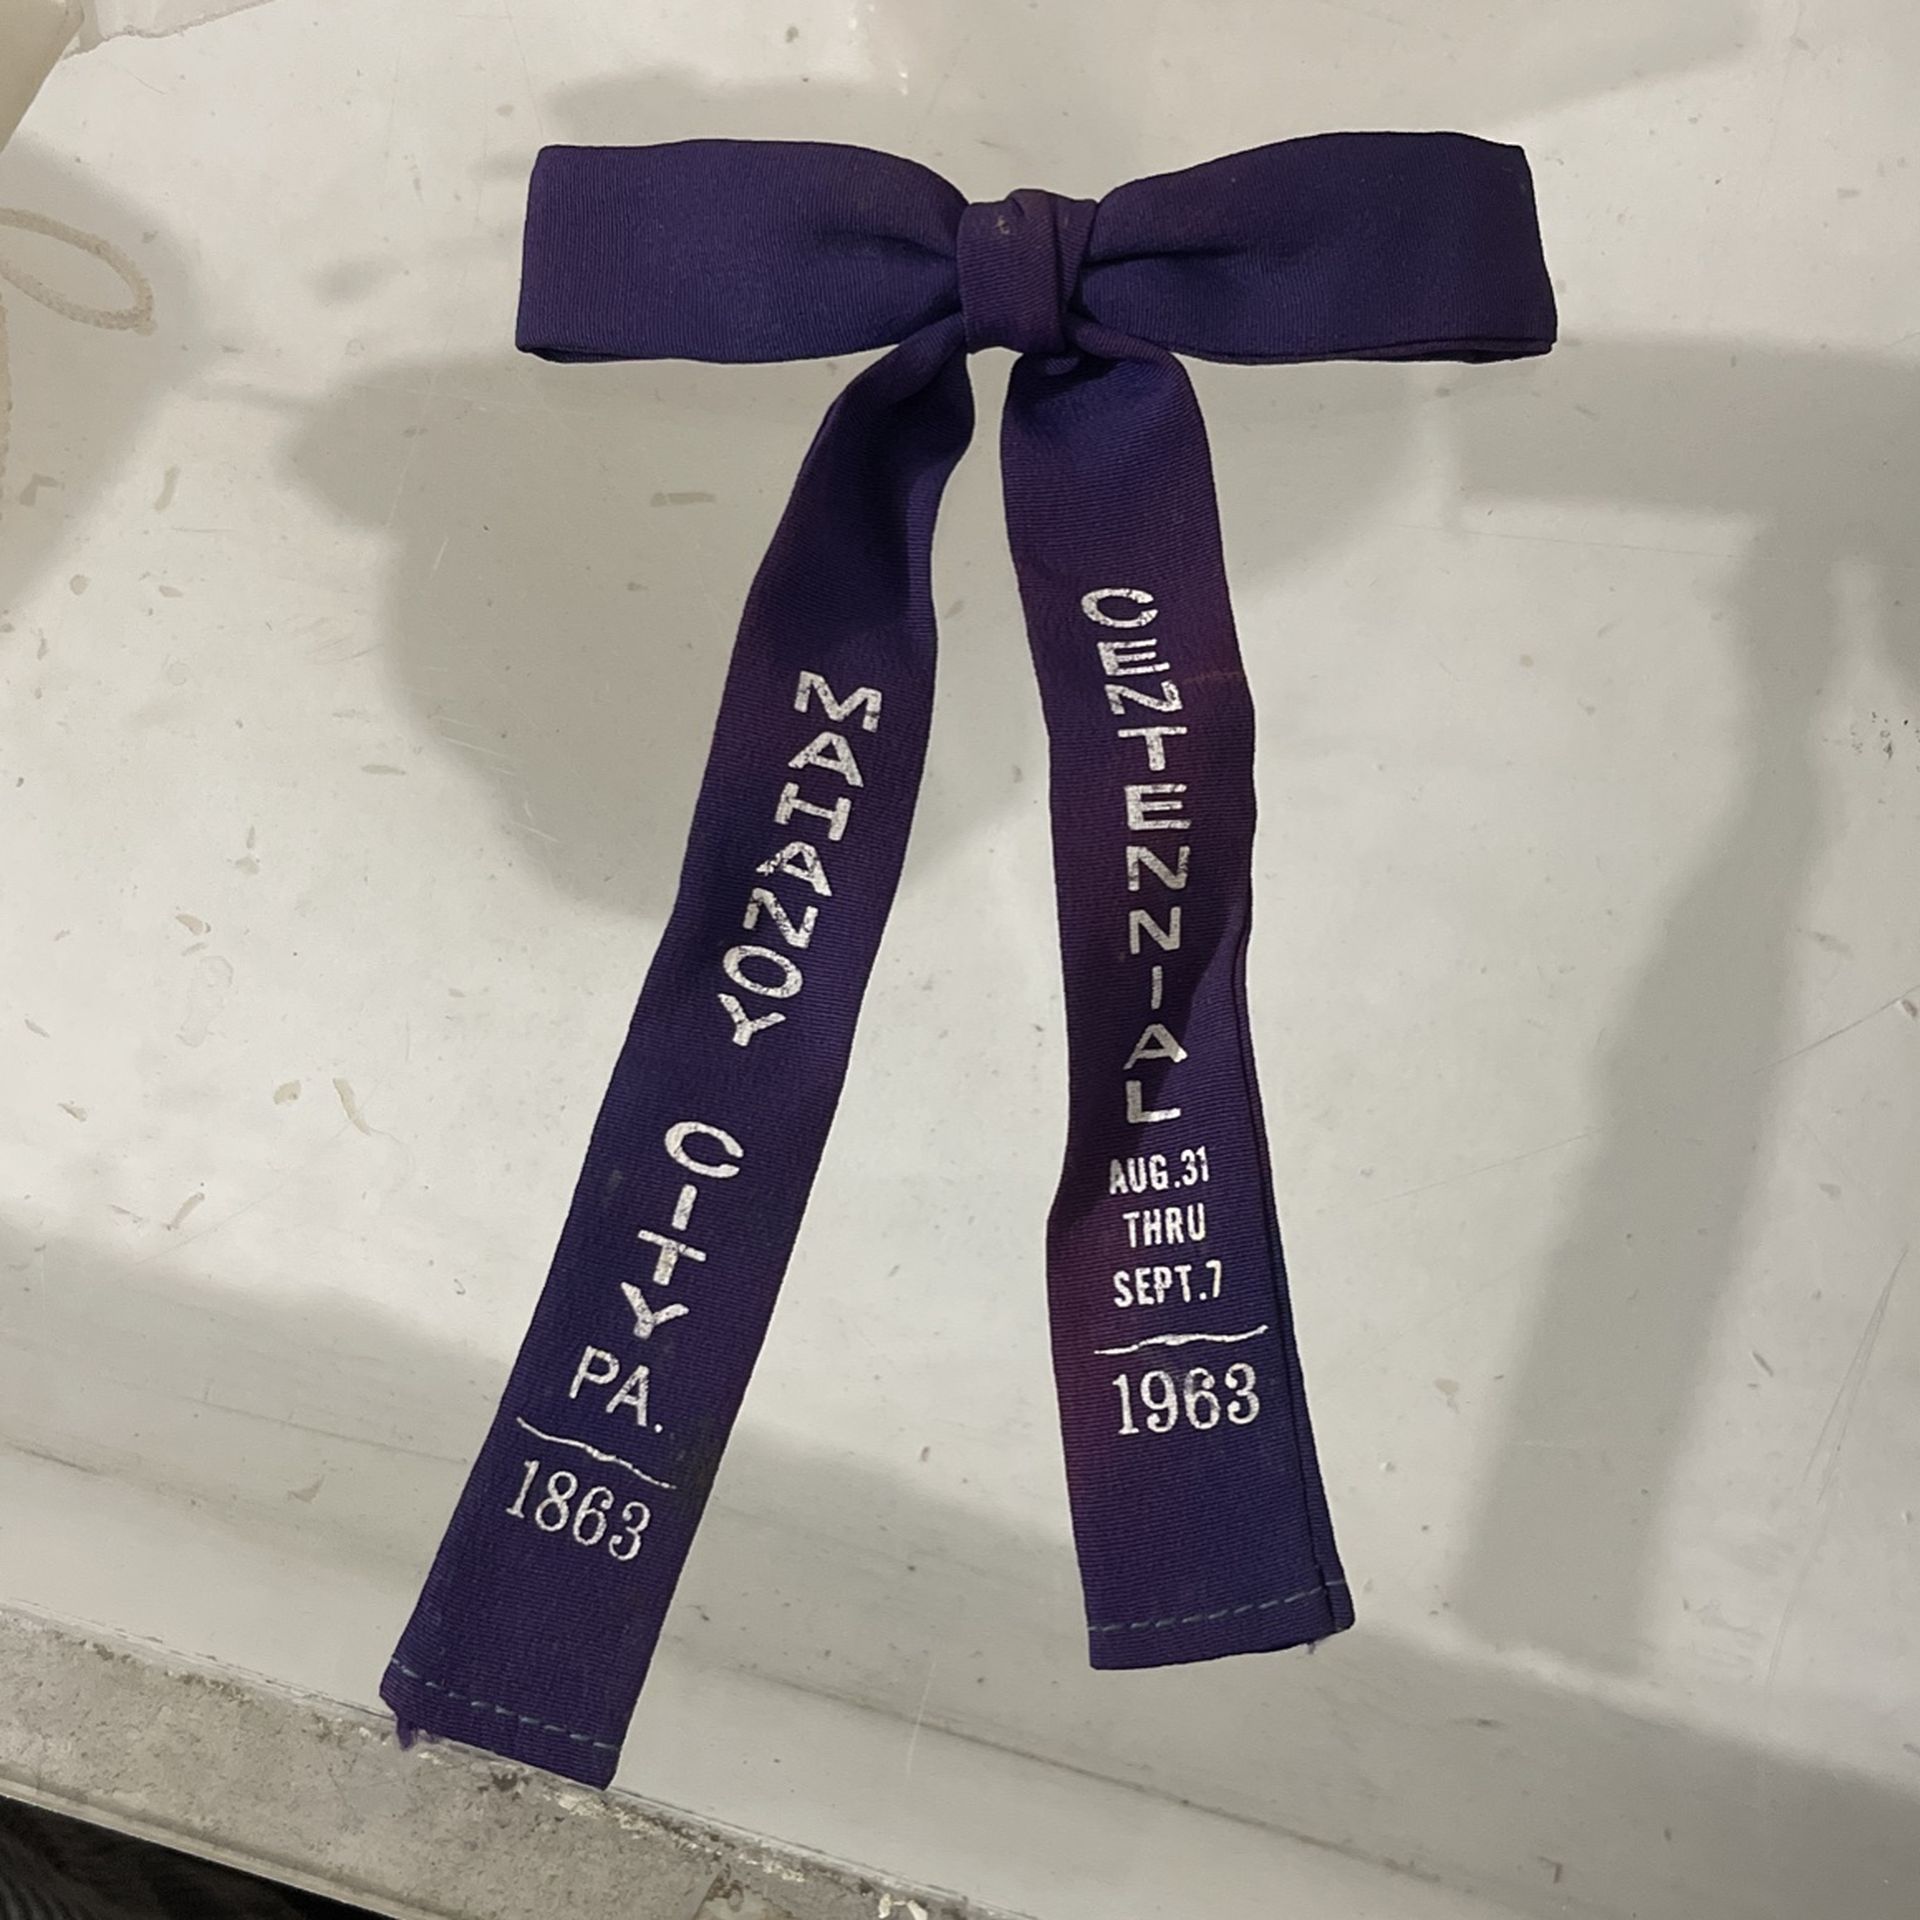 MAHANOY
CITY
PA.
1863
CENTENNIAL
AUG.31
THRU
SEPT.7
1963